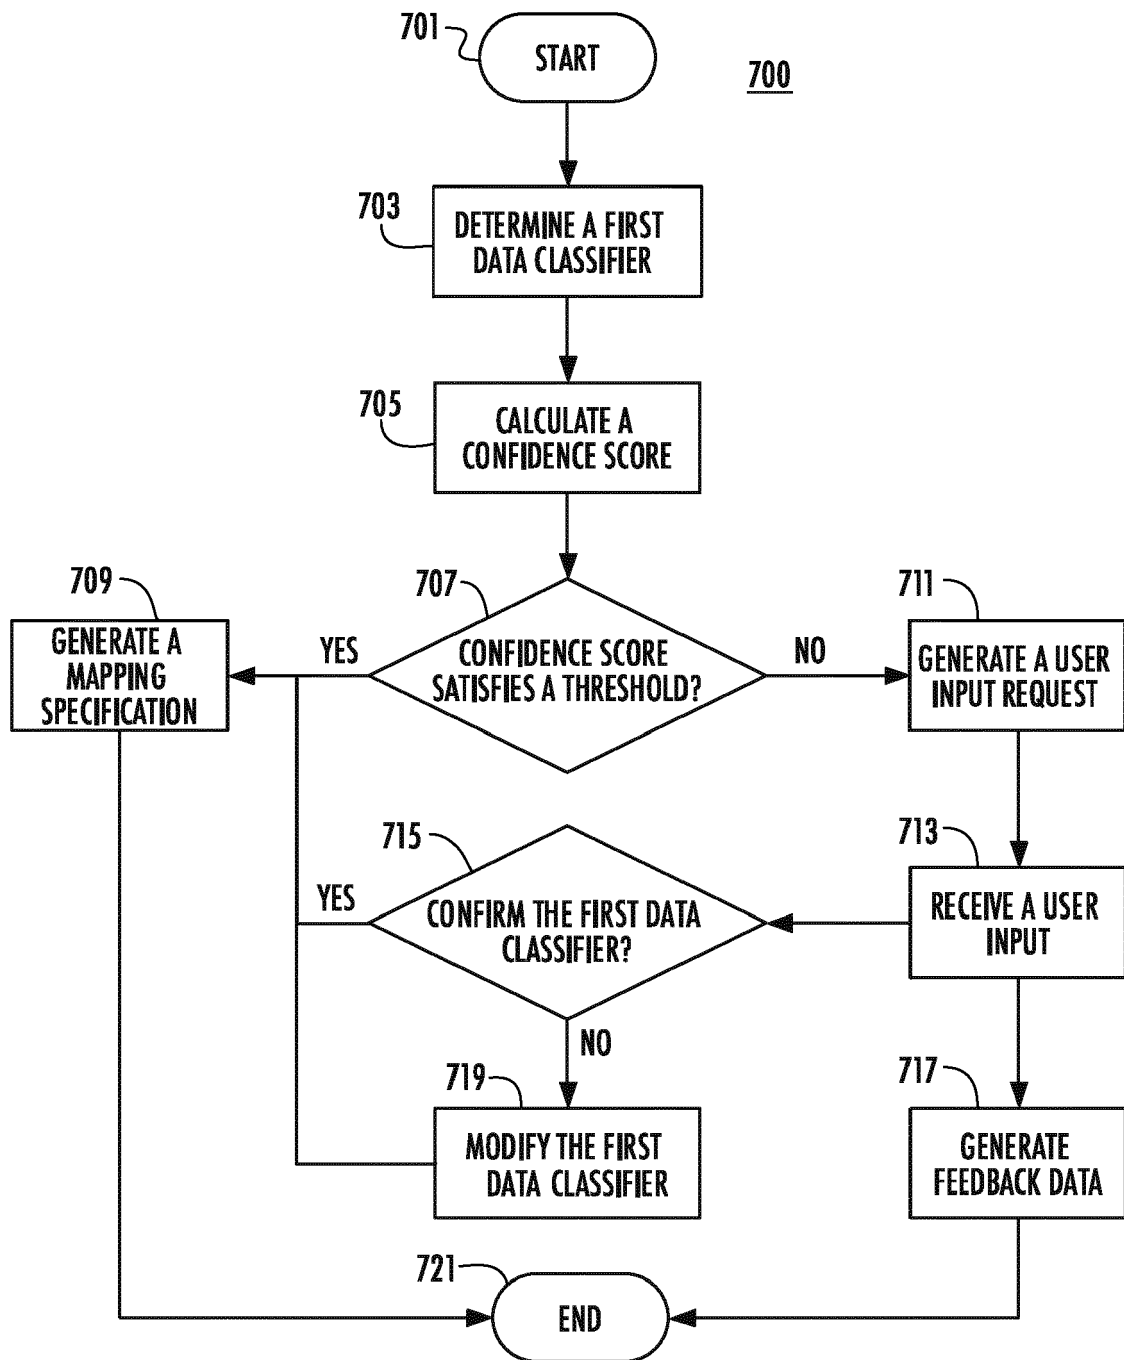 701
START
700
703
DETERMINE A FIRST
DATA CLASSIFIER
705
CALCULATE A
CONFIDENCE SCORE
709
GENERATE A
MAPPING
SPECIFICATION
YES
707
CONFIDENCE SCORE
SATISFIES A THRESHOLD?
NO
711
GENERATE A USER
INPUT REQUEST
715
YES
CONFIRM THE FIRST DATA
CLASSIFIER?
713
RECEIVE A USER
INPUT
NO
719
MODIFY THE FIRST
DATA CLASSIFIER
717
GENERATE
FEEDBACK DATA
721
END